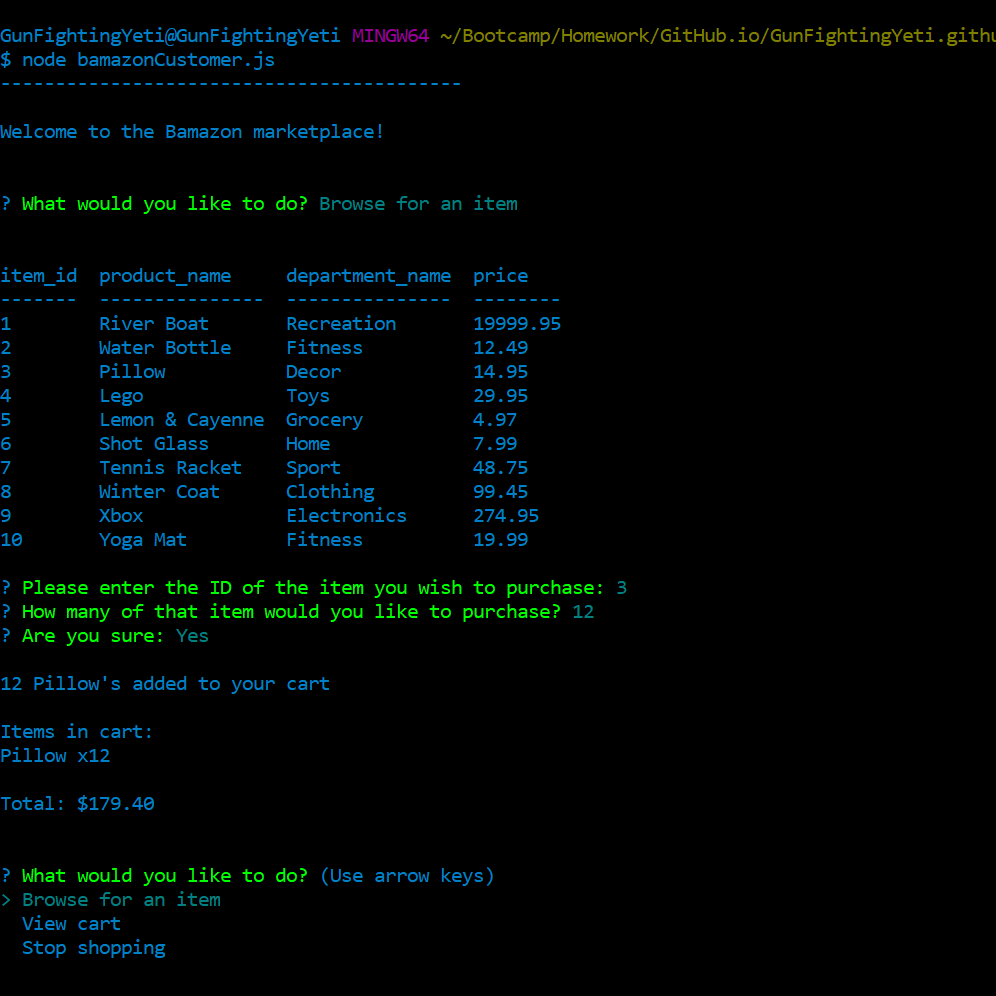 GunFightingYeti@GunFightingYeti MINGW64 ~/Bootcamp/Homework/GitHub.io/GunFightingYeti.githu
$ node bamazonCustomer.js
------------------------------------------
Welcome to the Bamazon marketplace!
? What would you like to do? Browse for an item
item_id  product_name     department_name  price
-------  ---------------  ---------------  --------
1        River Boat       Recreation       19999.95
2        Water Bottle     Fitness          12.49
3        Pillow           Decor            14.95
4        Lego             Toys             29.95
5        Lemon & Cayenne  Grocery          4.97
6        Shot Glass       Home             7.99
7        Tennis Racket    Sport            48.75
8        Winter Coat      Clothing         99.45
9        Xbox             Electronics      274.95
10       Yoga Mat         Fitness          19.99
? Please enter the ID of the item you wish to purchase: 3
? How many of that item would you like to purchase? 12
? Are you sure: Yes
12 Pillow's added to your cart
Items in cart:
Pillow x12
Total: $179.40
? What would you like to do? (Use arrow keys)
> Browse for an item
  View cart
  Stop shopping